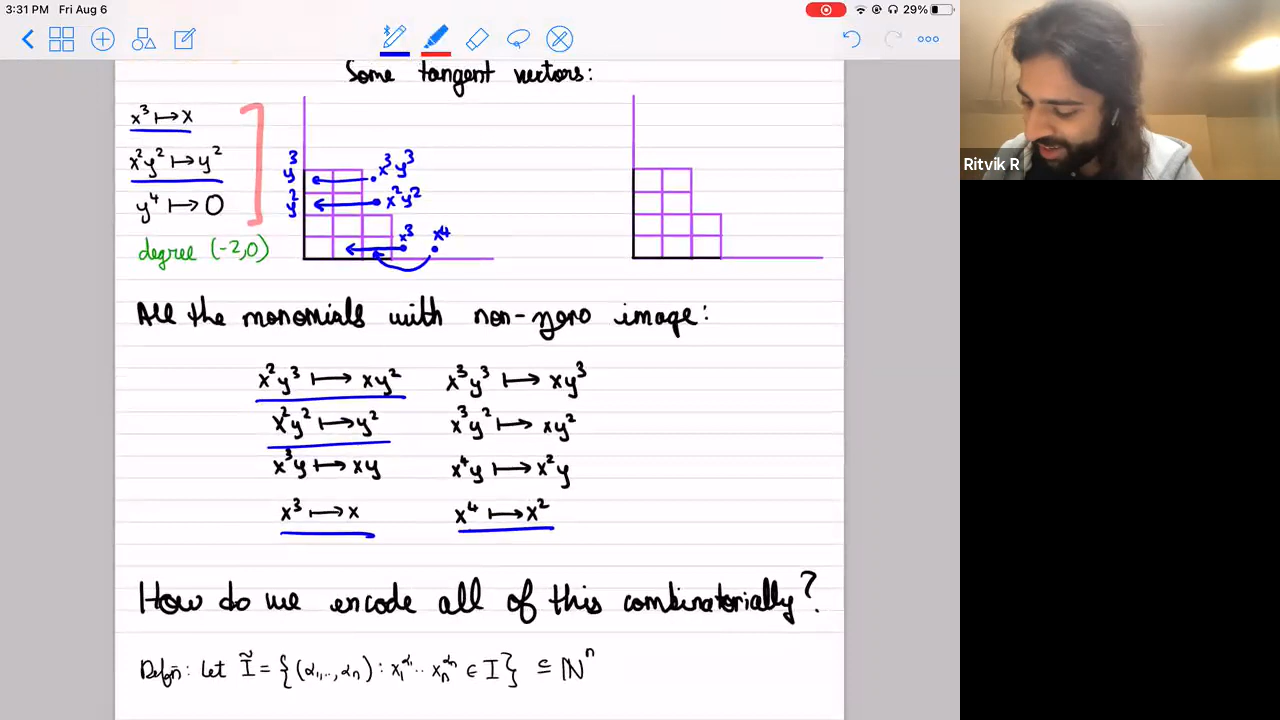 3:31 PM Fri Aug 6
29%
Ritvik R
Some tangent vectors:
x³ ↦ x
x²y² ↦ y²
y⁴ ↦ 0
degree (-2,0)
y³
x³y³
y²
x²y²
x³
x⁴
All the monomials with non-zero image:
x²y³ ↦ xy² x³y³ ↦ xy³
x²y² ↦ y² x³y² ↦ xy²
x³y ↦ xy x⁴y ↦ x²y
x³ ↦ x x⁴ ↦ x²
How do we encode all of this combinatorially?
Defn: Let Ĩ = {(α₁,..,αₙ) : x₁^α₁ .. xₙ^αₙ ∈ I} ⊆ ℕⁿ